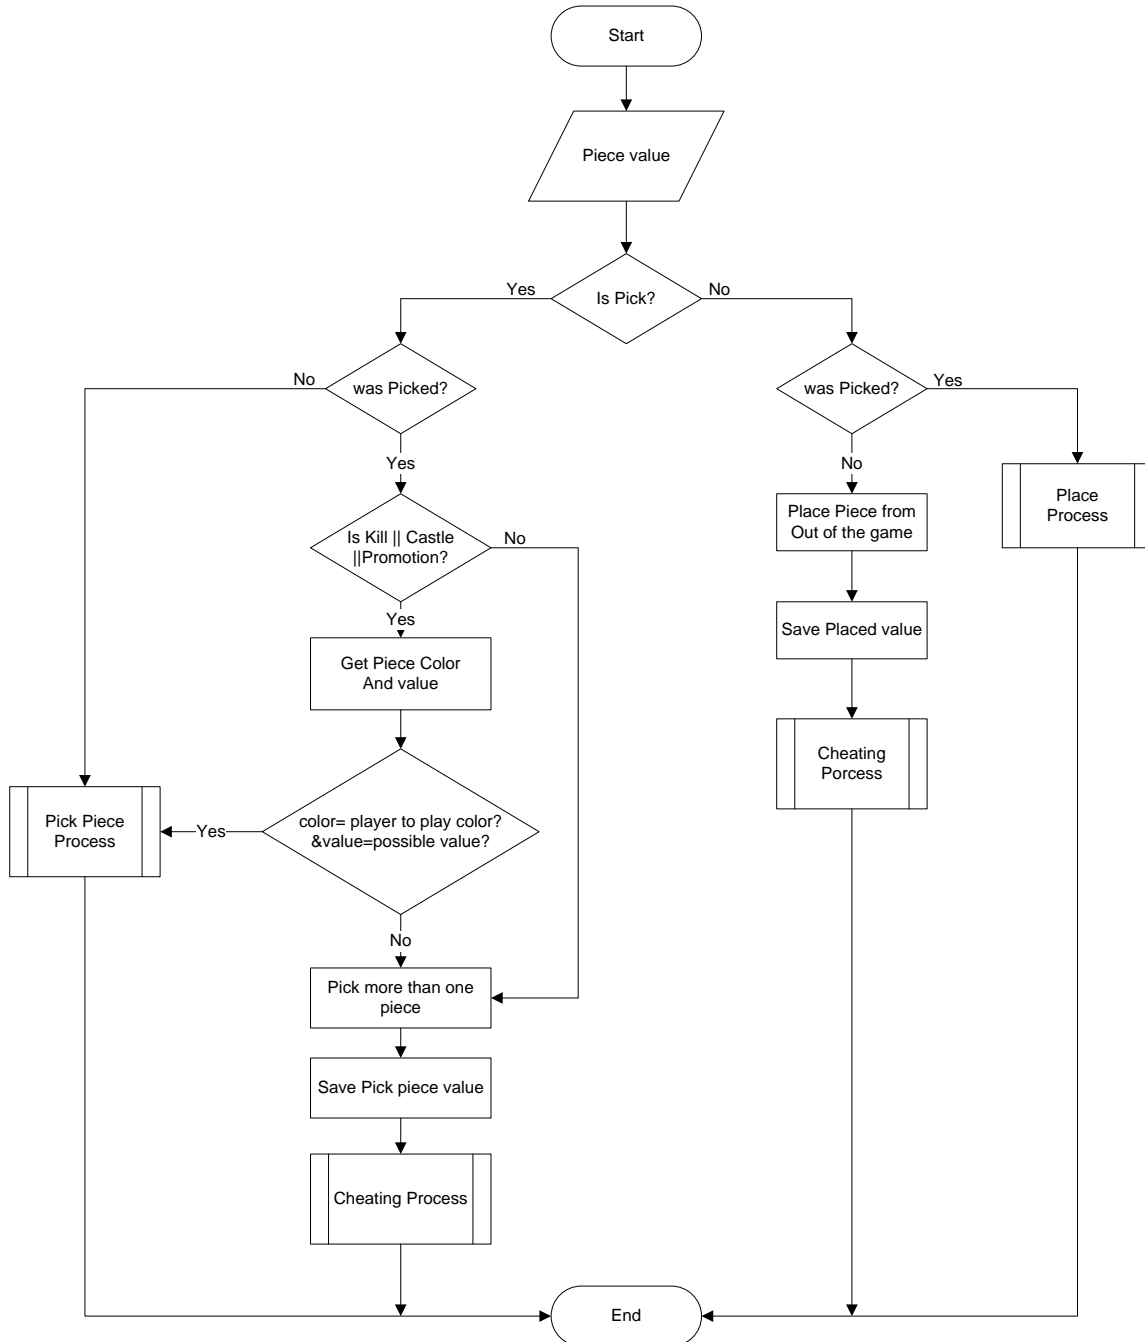 Start
Piece value
Is Pick?
Yes
No
was Picked?
No
Yes
was Picked?
Yes
No
Is Kill || Castle
||Promotion?
No
Yes
Place Piece from
Out of the game
Place
Process
Save Placed value
Get Piece Color
And value
Cheating
Porcess
color= player to play color?
&value=possible value?
Yes
Pick Piece
Process
No
Pick more than one
piece
Save Pick piece value
Cheating Process
End